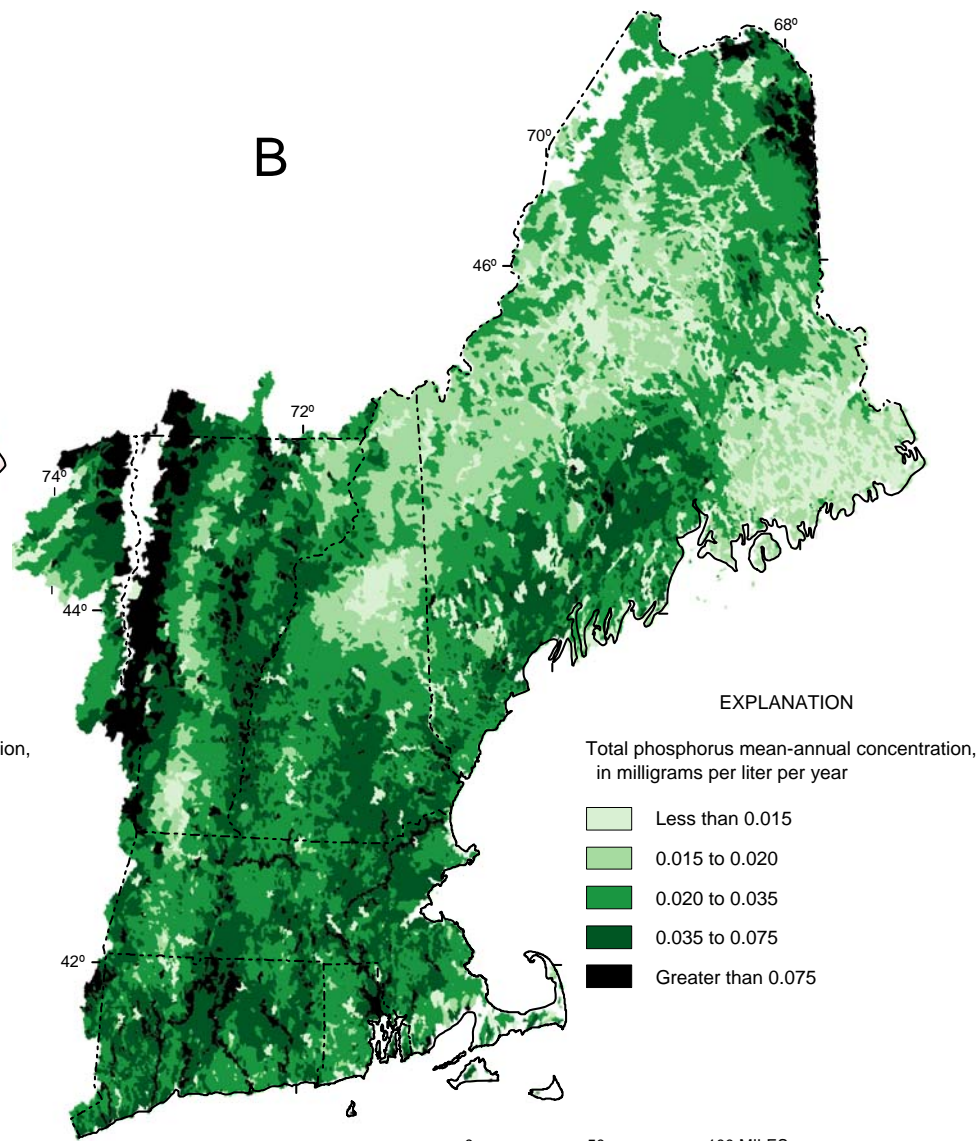 B
68º
70º
46º
72º
74º
44º
42º
EXPLANATION
ion,
Total phosphorus mean-annual concentration,
in milligrams per liter per year
Less than 0.015
0.015 to 0.020
0.020 to 0.035
0.035 to 0.075
Greater than 0.075